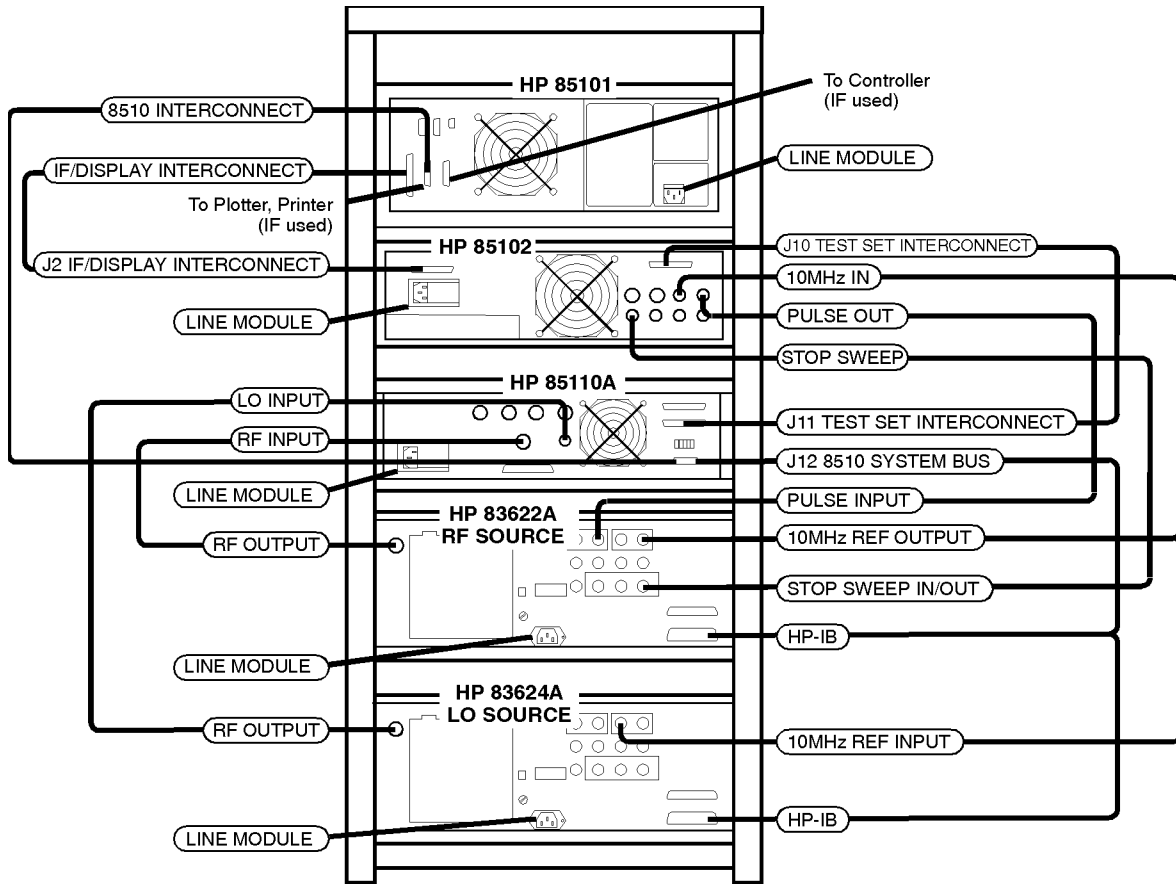 HP 85101
To Controller
(IF used)
8510 INTERCONNECT
LINE MODULE
IF/DISPLAY INTERCONNECT
To Plotter, Printer
(IF used)
HP 85102
J10 TEST SET INTERCONNECT
J2 IF/DISPLAY INTERCONNECT
10MHz IN
LINE MODULE
PULSE OUT
STOP SWEEP
HP 85110A
LO INPUT
J11 TEST SET INTERCONNECT
RF INPUT
J12 8510 SYSTEM BUS
LINE MODULE
PULSE INPUT
HP 83622A
RF SOURCE
RF OUTPUT
10MHz REF OUTPUT
STOP SWEEP IN/OUT
HP-IB
LINE MODULE
HP 83624A
LO SOURCE
RF OUTPUT
10MHz REF INPUT
HP-IB
LINE MODULE